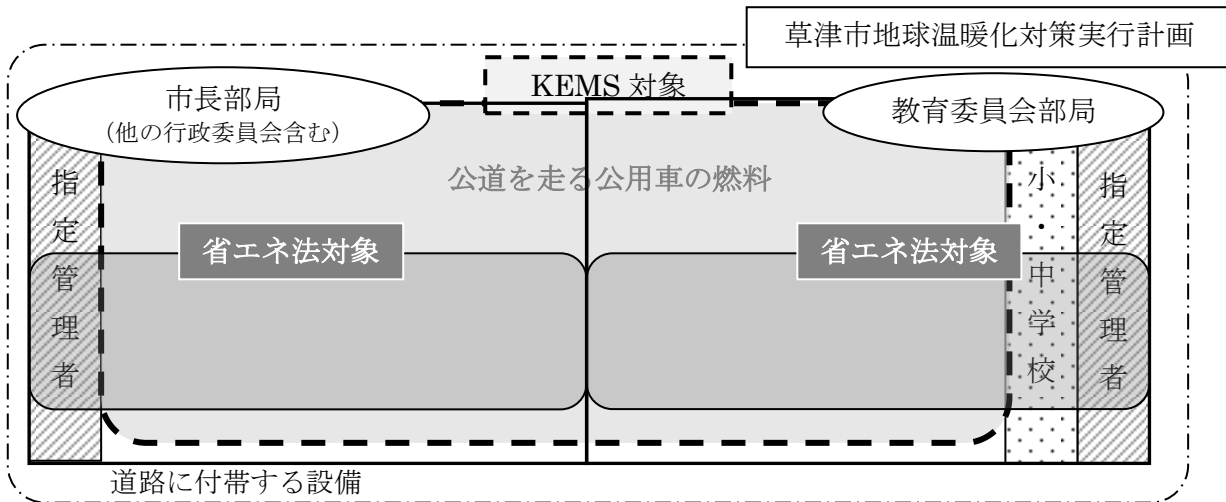 草津市地球温暖化対策実行計画
KEMS 対象
市長部局
（他の行政委員会含む）
教育委員会部局
公道を走る公用車の燃料
省エネ法対象
省エネ法対象
指定管理者
小・中学校
指定管理者
道路に付帯する設備